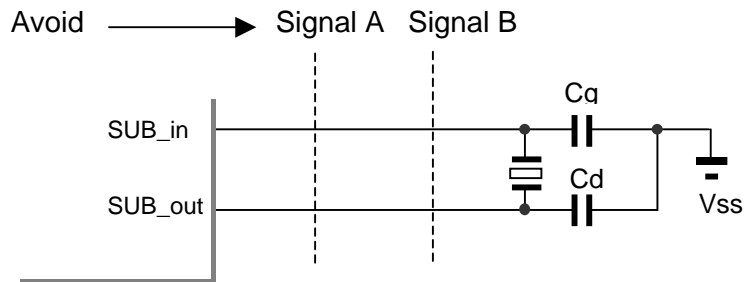 Avoid Signal A Signal B
Cg
SUB_in
Cd
SUB_out
Vss